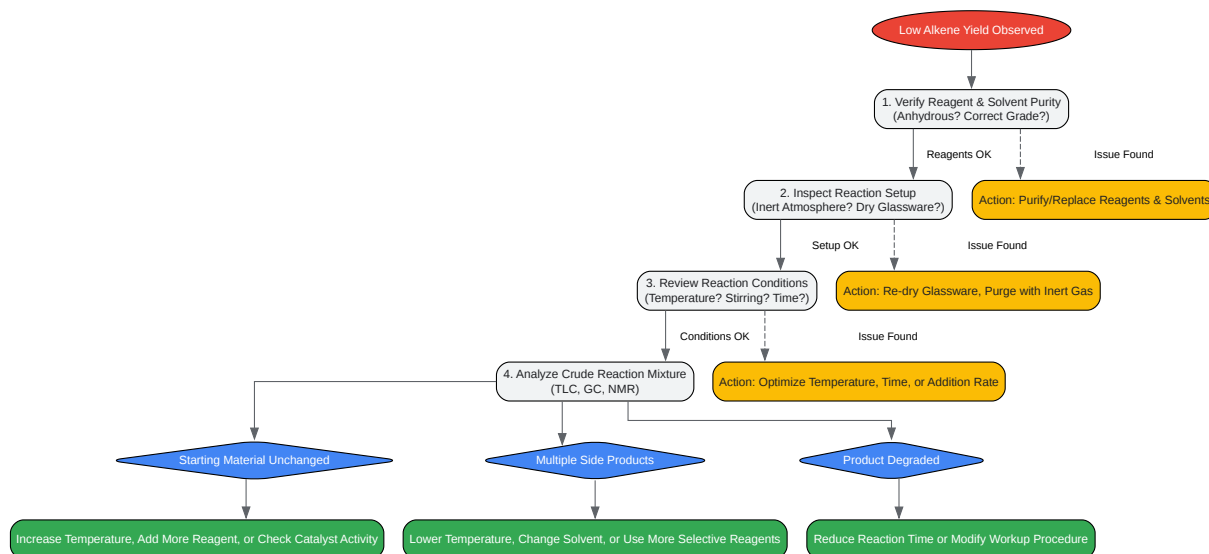 Low Alkene Yield Observed
1. Verify Reagent & Solvent Purity
(Anhydrous? Correct Grade?)
Reagents OK
Issue Found
2. Inspect Reaction Setup
(Inert Atmosphere? Dry Glassware?)
Action: Purify/Replace Reagents & Solvents
Setup OK
Issue Found
3. Review Reaction Conditions
(Temperature? Stirring? Time?)
Action: Re-dry Glassware, Purge with Inert Gas
Conditions OK
Issue Found
4. Analyze Crude Reaction Mixture
(TLC, GC, NMR)
Action: Optimize Temperature, Time, or Addition Rate
Starting Material Unchanged
Multiple Side Products
Product Degraded
Increase Temperature, Add More Reagent, or Check Catalyst Activity
Lower Temperature, Change Solvent, or Use More Selective Reagents
Reduce Reaction Time or Modify Workup Procedure